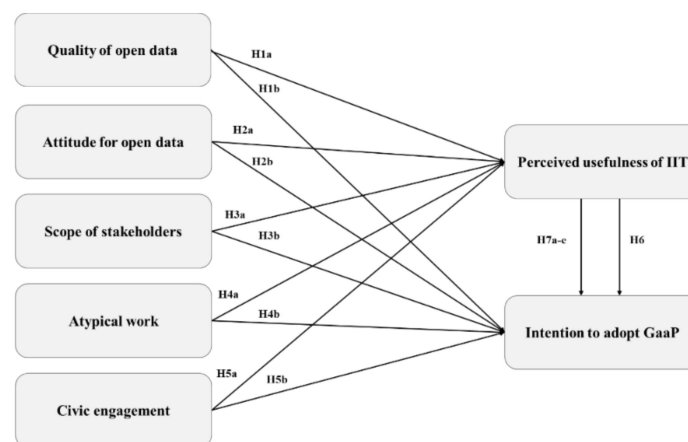 Quality of open data
H1a
H1b
Attitude for open data
H2a
H2b
Perceived usefulness of IIT
Scope of stakeholders
H3a
H3b
H7a-e
H6
Atypical work
H4a
H4b
Intention to adopt GaaP
Civic engagement
H5a
H5b